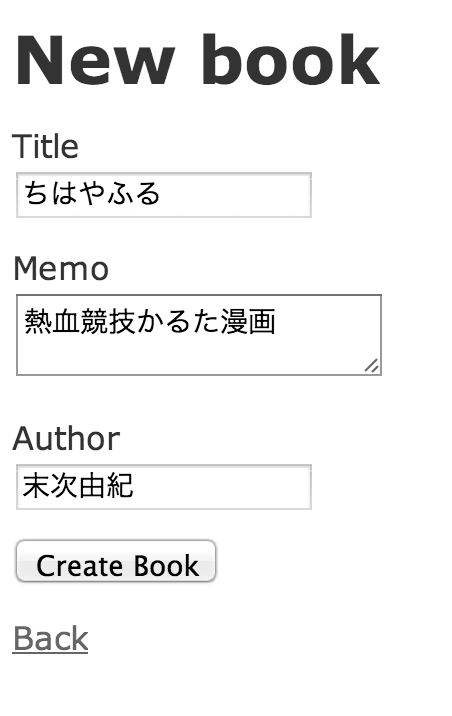 New book
Title
ちはやふる
Memo
熱血競技かるた漫画
Author
末次由紀
Create Book
Back